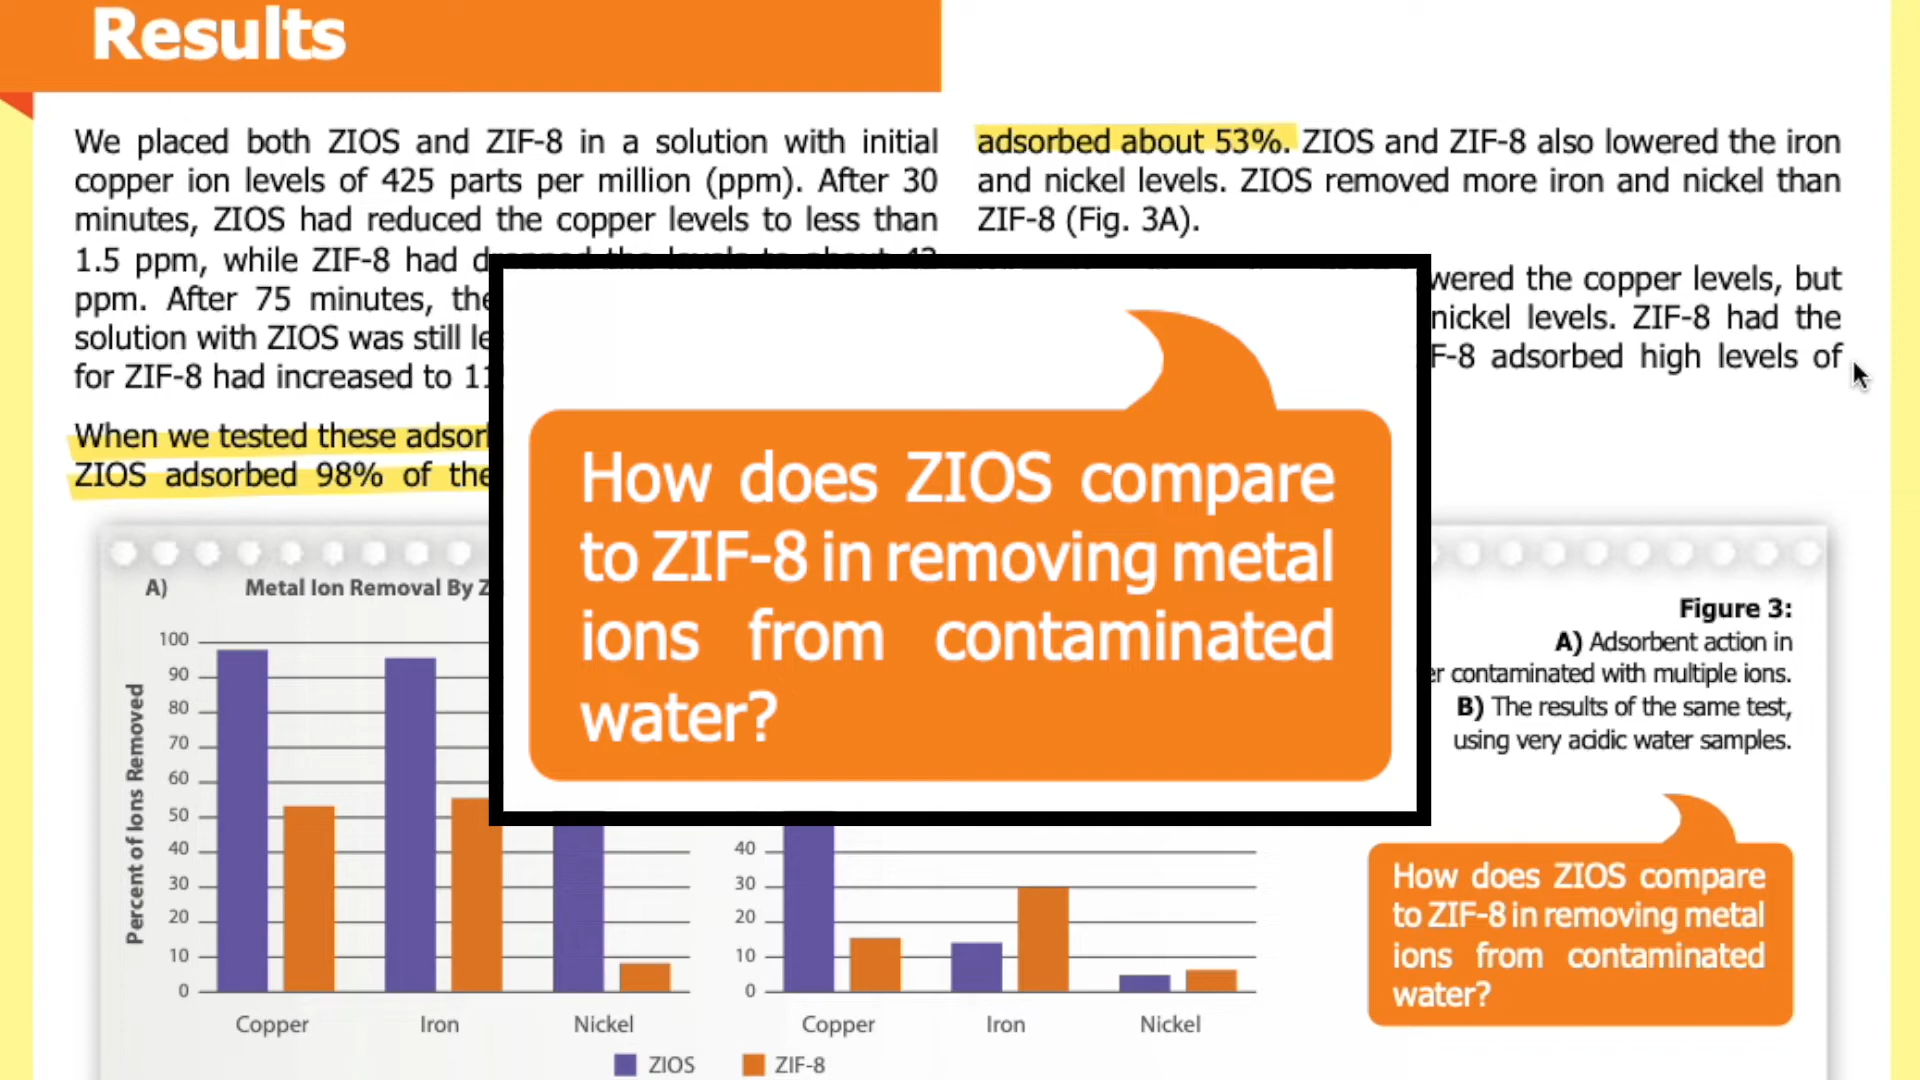 Results
We placed both ZIOS and ZIF-8 in a solution with initial
copper ion levels of 425 parts per million (ppm). After 30
minutes, ZIOS had reduced the copper levels to less than
1.5 ppm, while ZIF-8 had dropped the levels to about 42
ppm. After 75 minutes, the
solution with ZIOS was still
for ZIF-8 had increased to
When we tested these
ZIOS adsorbed 98% of the
adsorbed about 53%. ZIOS and ZIF-8 also lowered the iron
and nickel levels. ZIOS removed more iron and nickel than
ZIF-8 (Fig. 3A).
the copper levels, but
nickel levels. ZIF-8 had the
adsorbed high levels of
How does ZIOS compare
to ZIF-8 in removing metal
ions from contaminated
water?
A) Metal Ion Removal By
Percent of Ions Removed
100
90
80
70
60
50
40
30
20
10
0
Copper Iron Nickel
40
30
20
10
0
Copper Iron Nickel
ZIOS ZIF-8
Figure 3:
A) Adsorbent action in
contaminated with multiple ions.
B) The results of the same test,
using very acidic water samples.
How does ZIOS compare
to ZIF-8 in removing metal
ions from contaminated
water?